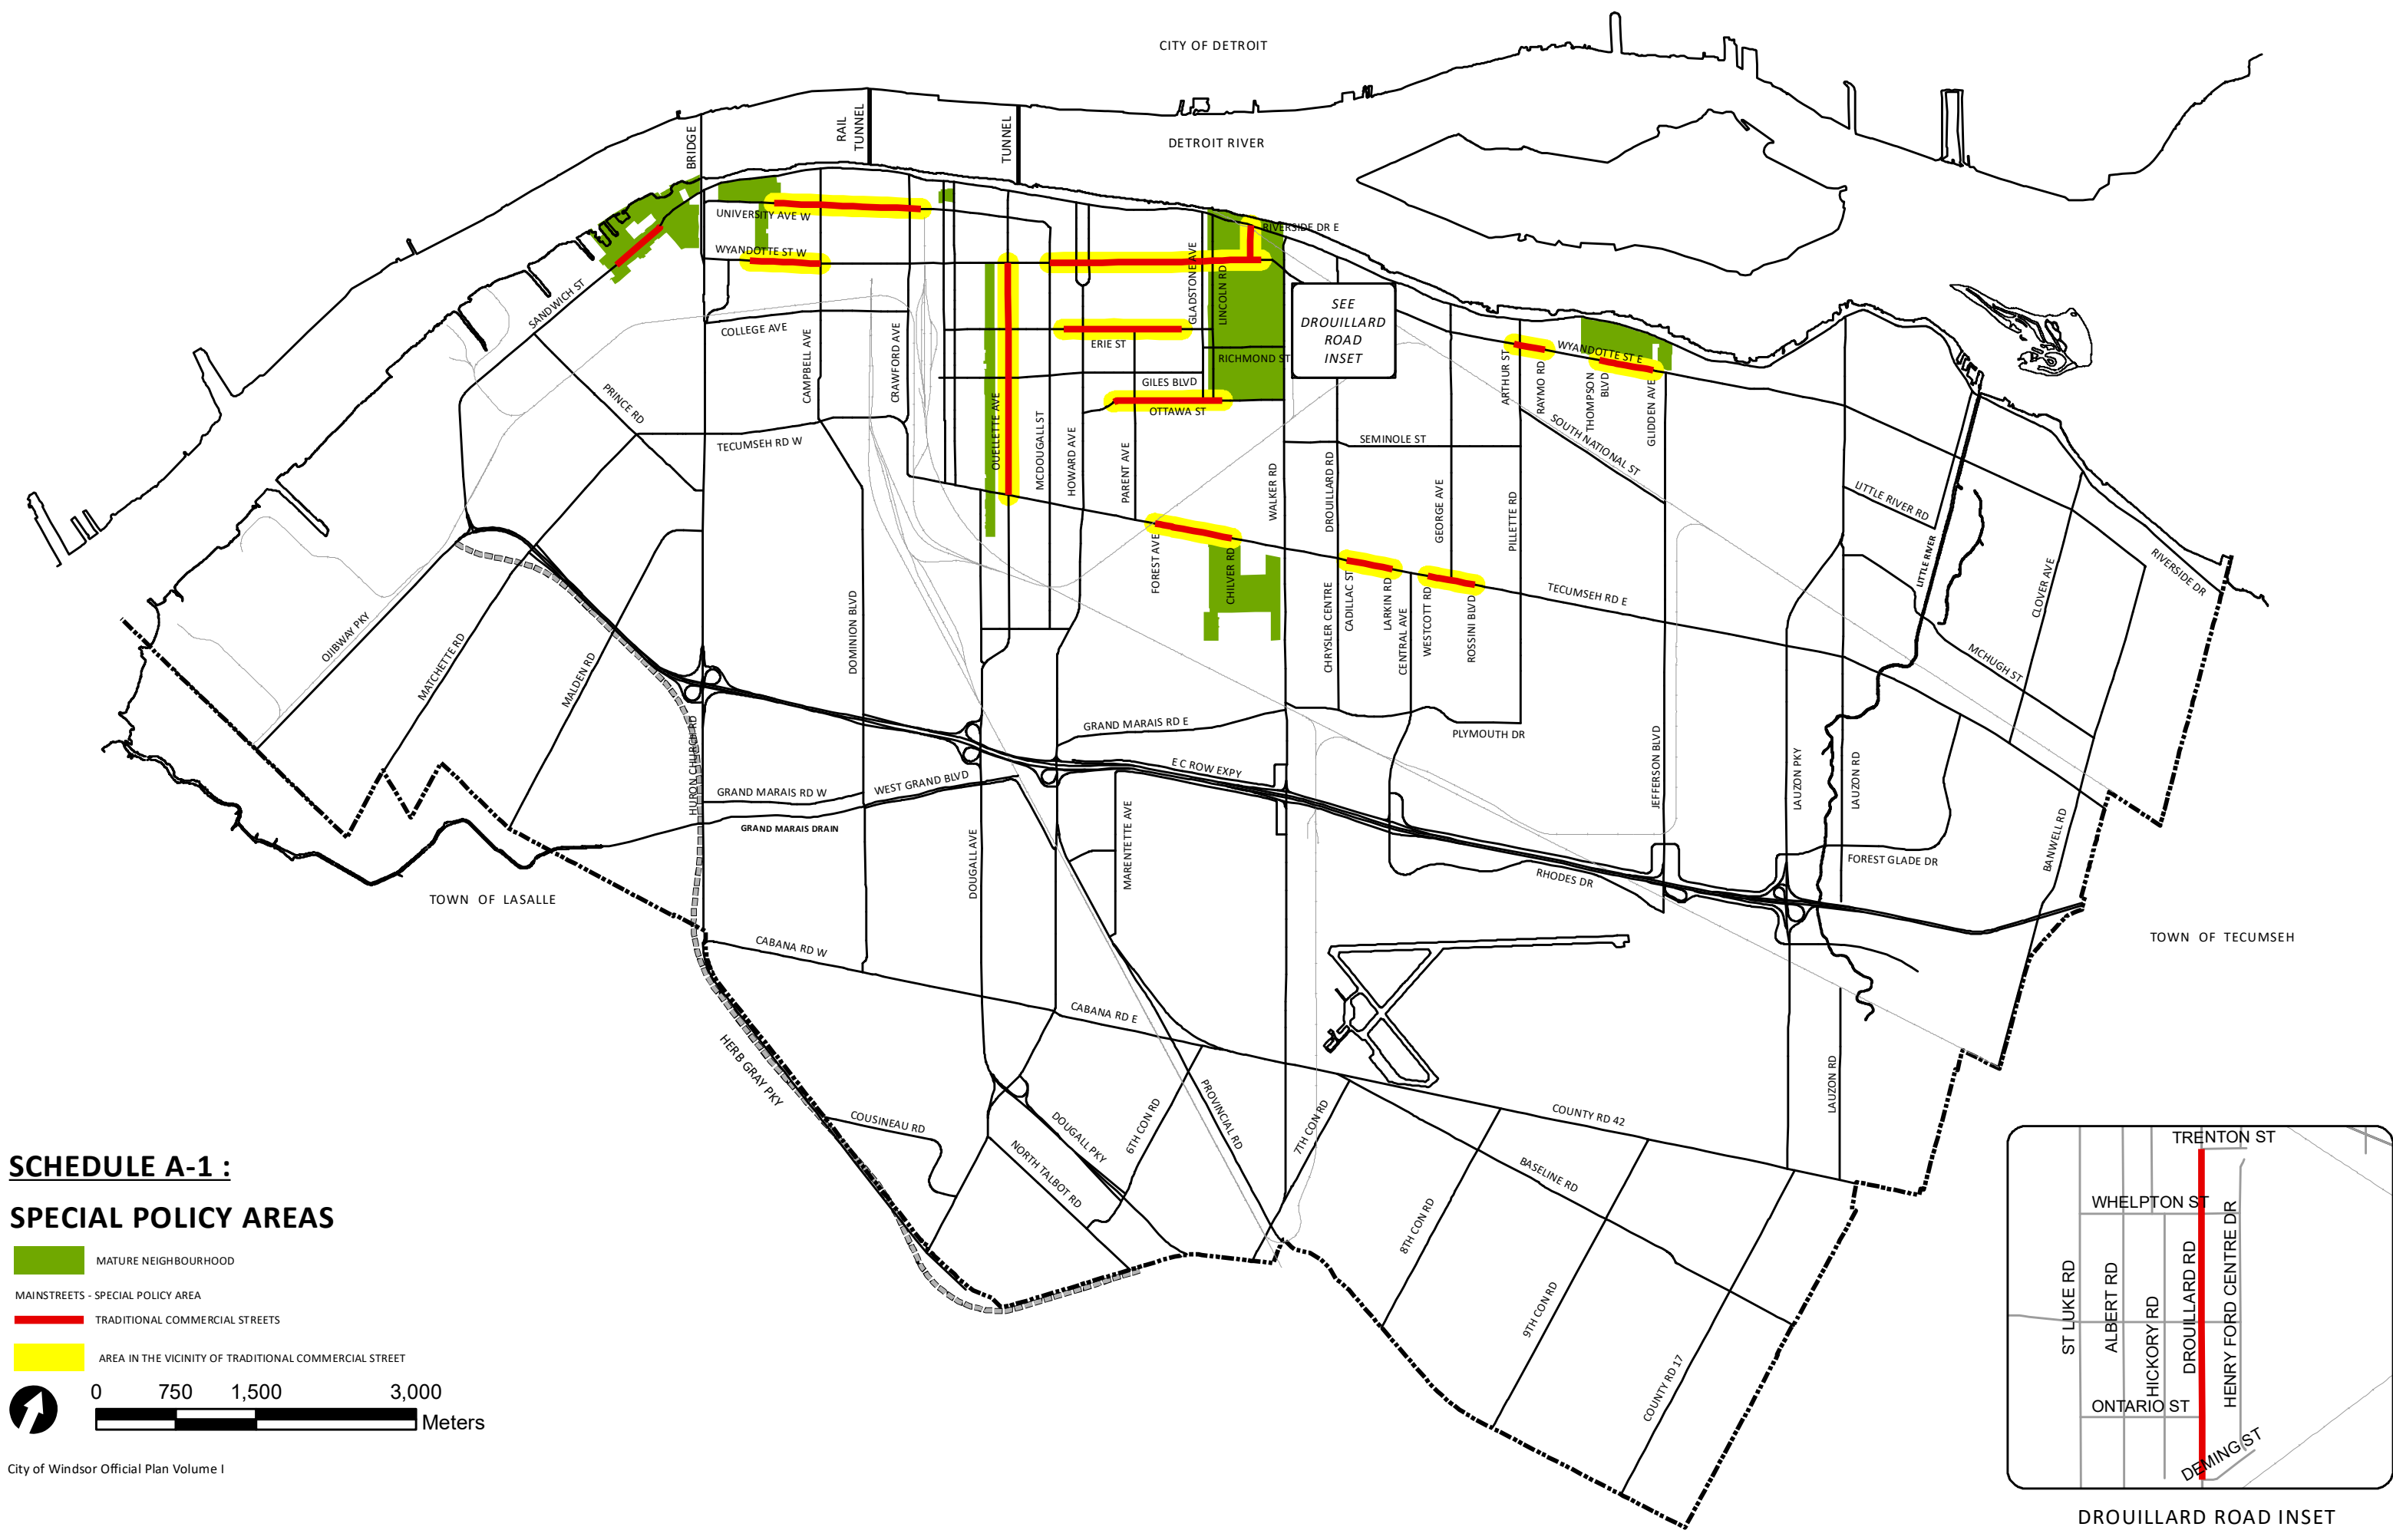 CITY OF DETROIT
DETROIT RIVER
BRIDGE
RAIL
TUNNEL
TUNNEL
UNIVERSITY AVE W
WYANDOTTE ST W
RIVERSIDE DR E
GLADSTONE AVE
LINCOLN RD
SANDWICH ST
COLLEGE AVE
CAMPBELL AVE
CRAWFORD AVE
ERIE ST
RICHMOND ST
GILES BLVD
OTTAWA ST
SEE
DROUILLARD
ROAD
INSET
ARTHUR ST
RAYMO RD
WYANDOTTE ST E
THOMPSON
BLVD
GLIDDEN AVE
PRINCE RD
TECUMSEH RD W
OUELLETTE AVE
MCDOUGALL ST
HOWARD AVE
PARENT AVE
SEMINOLE ST
SOUTH NATIONAL ST
WALKER RD
DROUILLARD RD
GEORGE AVE
PILLETTE RD
LITTLE RIVER RD
LITTLE RIVER
RIVERSIDE DR
CLOVER AVE
MCHUGH ST
FOREST AVE
CHILVER RD
CHRYSLER CENTRE
CADILLAC ST
LARKIN RD
CENTRAL AVE
WESTCOTT RD
ROSSINI BLVD
TECUMSEH RD E
OJIBWAY PKY
MATCHETTE RD
MALDEN RD
DOMINION BLVD
HURON CHURCH RD
GRAND MARAIS RD E
PLYMOUTH DR
E C ROW EXPY
WEST GRAND BLVD
GRAND MARAIS RD W
GRAND MARAIS DRAIN
DOUGALL AVE
MARENTETTE AVE
JEFFERSON BLVD
LAUZON PKY
LAUZON RD
FOREST GLADE DR
BANWELL RD
RHODES DR
TOWN OF LASALLE
TOWN OF TECUMSEH
CABANA RD W
CABANA RD E
HERB GRAY PKY
COUSINEAU RD
NORTH TALBOT RD
DOUGALL PKY
6TH CON RD
PROVINCIAL RD
7TH CON RD
COUNTY RD 42
BASELINE RD
LAUZON RD
8TH CON RD
9TH CON RD
COUNTY RD 17
SCHEDULE A-1 :
SPECIAL POLICY AREAS
MATURE NEIGHBOURHOOD
MAINSTREETS - SPECIAL POLICY AREA
TRADITIONAL COMMERCIAL STREETS
AREA IN THE VICINITY OF TRADITIONAL COMMERCIAL STREET
0 750 1,500 3,000
Meters
City of Windsor Official Plan Volume I
TRENTON ST
WHELPTON ST
ST LUKE RD
ALBERT RD
HICKORY RD
DROUILLARD RD
HENRY FORD CENTRE DR
ONTARIO ST
DEMING ST
DROUILLARD ROAD INSET